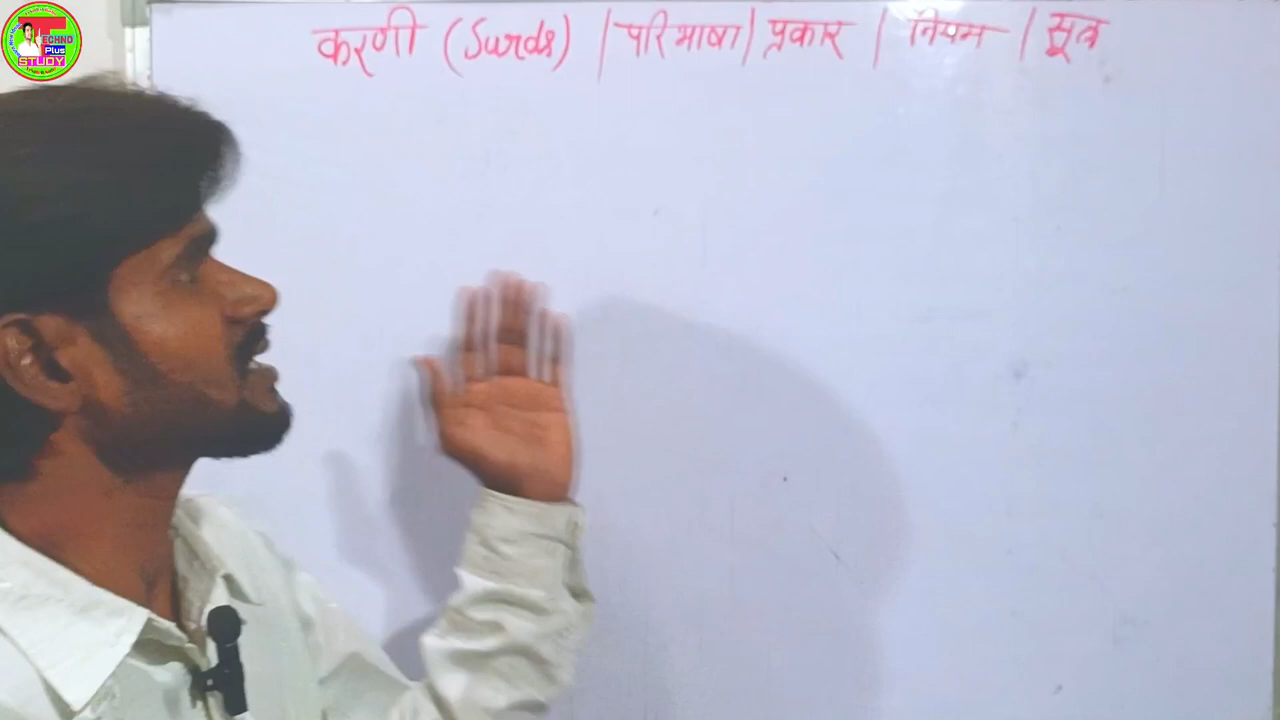 TECHNO
Plus
STUDY
करणी (Surds) | परिभाषा | प्रकार | नियम | सूत्र